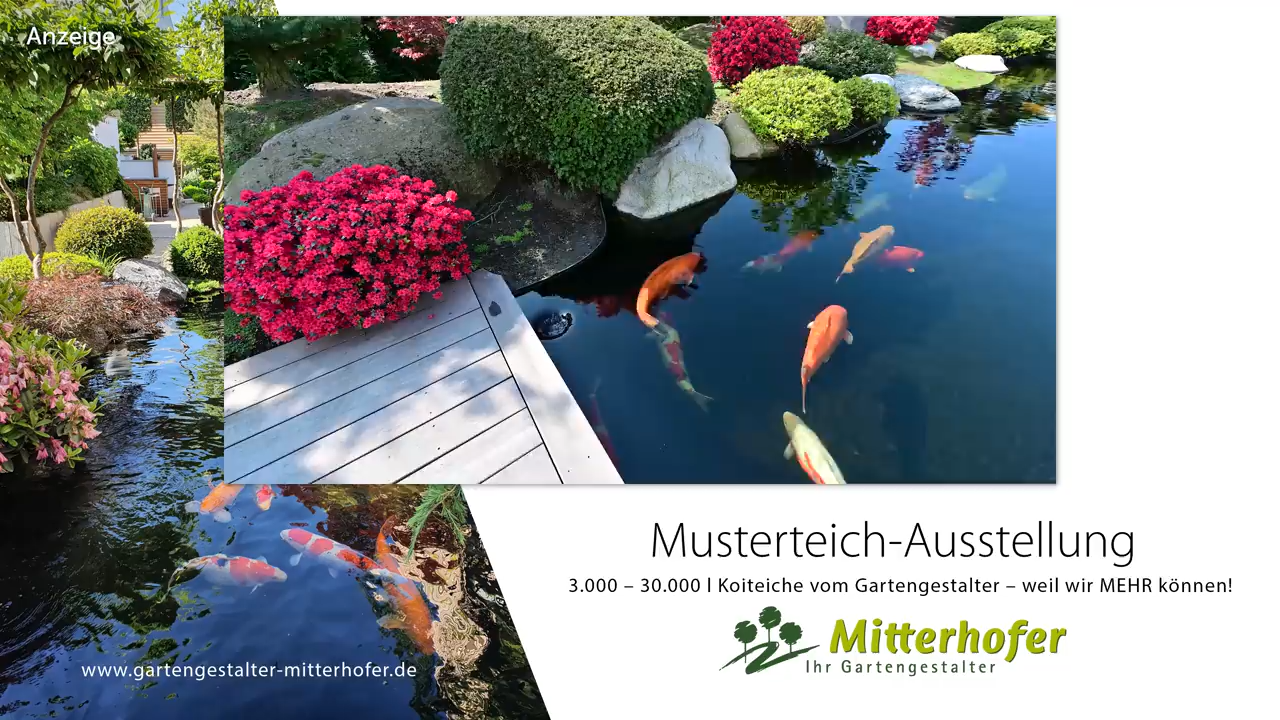 Anzeige
Musterteich-Ausstellung
3.000 – 30.000 l Koiteiche vom Gartengestalter – weil wir MEHR können!
Mitterhofer
Ihr Gartengestalter
www.gartengestalter-mitterhofer.de